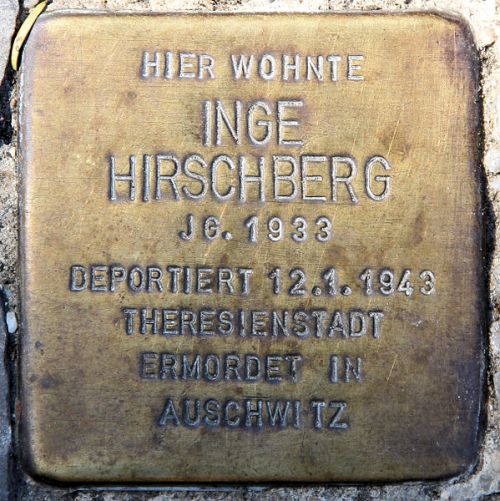 HIER WOHNTE
INGE
HIRSCHBERG
JG. 1933
DEPORTIERT 12.1.1943
THERESIENSTADT
ERMORDET IN
AUSCHWITZ